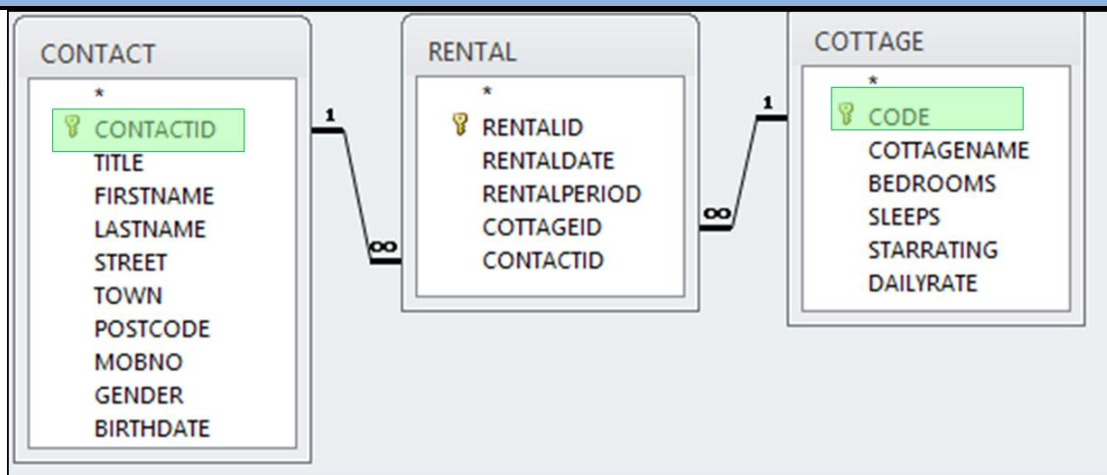 CONTACT
*
CONTACTID
TITLE
FIRSTNAME
LASTNAME
STREET
TOWN
POSTCODE
MOBNO
GENDER
BIRTHDATE
1
∞
RENTAL
*
RENTALID
RENTALDATE
RENTALPERIOD
COTTAGEID
CONTACTID
1
∞
COTTAGE
*
CODE
COTTAGENAME
BEDROOMS
SLEEPS
STARRATING
DAILYRATE